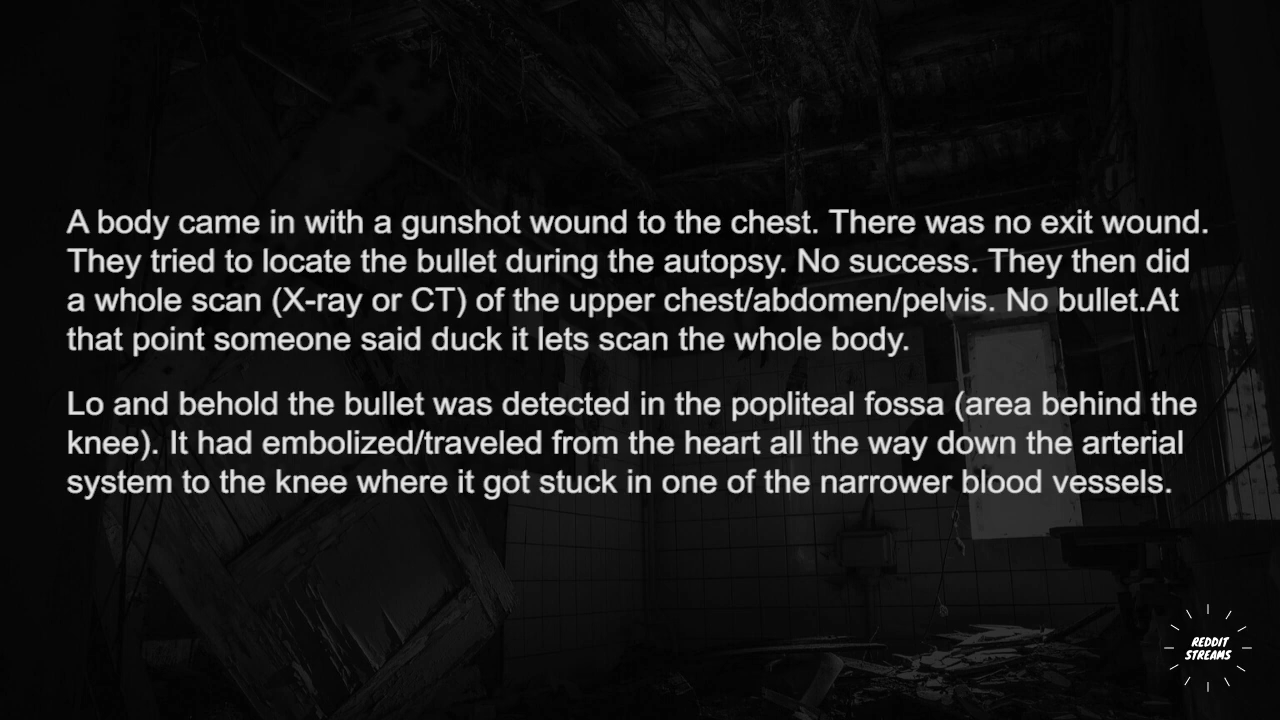 A body came in with a gunshot wound to the chest. There was no exit wound.
They tried to locate the bullet during the autopsy. No success. They then did
a whole scan (X-ray or CT) of the upper chest/abdomen/pelvis. No bullet.At
that point someone said duck it lets scan the whole body.
Lo and behold the bullet was detected in the popliteal fossa (area behind the
knee). It had embolized/traveled from the heart all the way down the arterial
system to the knee where it got stuck in one of the narrower blood vessels.
REDDIT
STREAMS